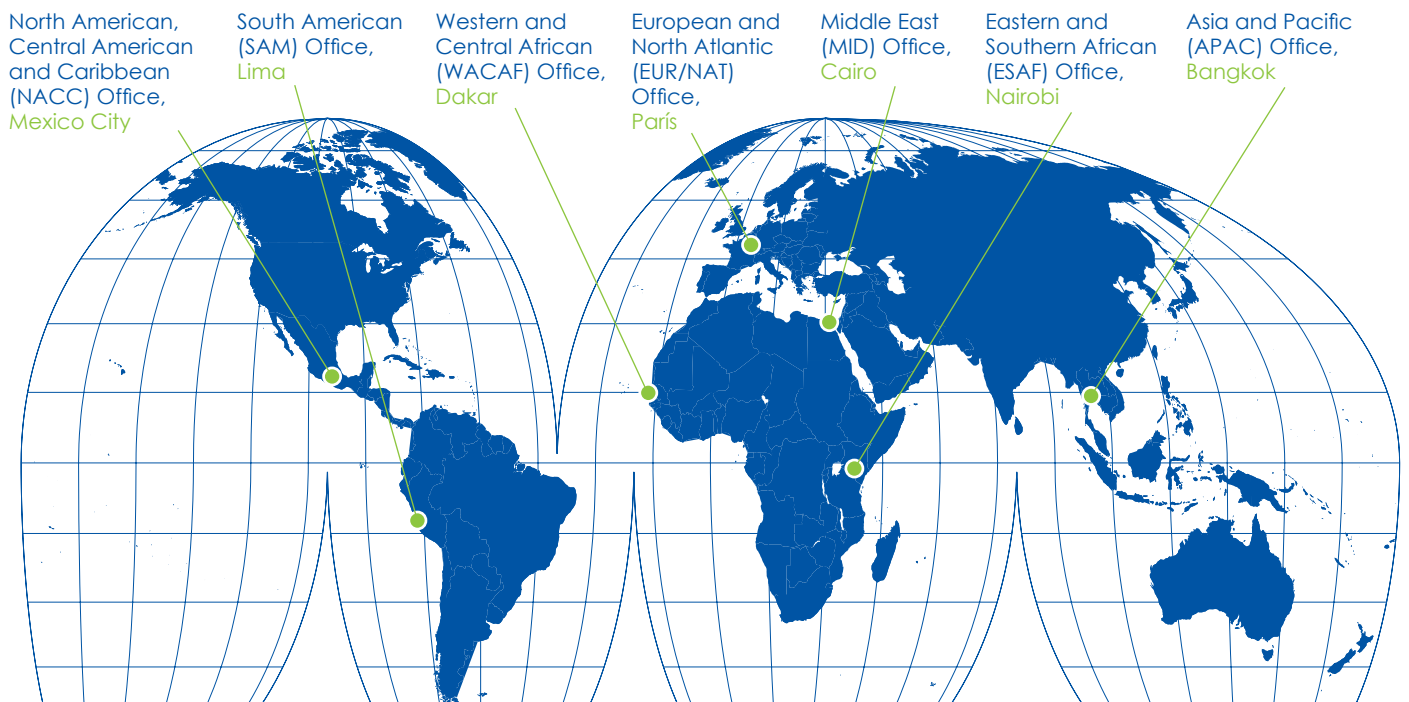 North American,
Central American
and Caribbean
(NACC) Office,
Mexico City
South American
(SAM) Office,
Lima
Western and
Central African
(WACAF) Office,
Dakar
European and
North Atlantic
(EUR/NAT)
Office,
París
Middle East
(MID) Office,
Cairo
Eastern and
Southern African
(ESAF) Office,
Nairobi
Asia and Pacific
(APAC) Office,
Bangkok